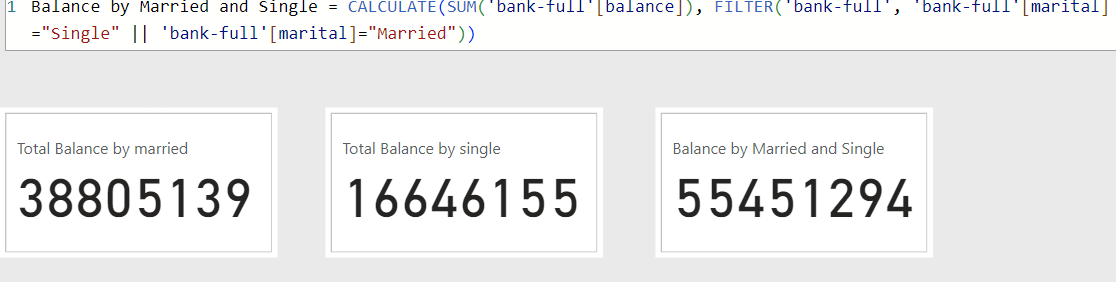 1 Balance by Married and Single = CALCULATE(SUM('bank-full'[balance]), FILTER('bank-full', 'bank-full'[marital]
="Single" || 'bank-full'[marital]="Married"))
Total Balance by married
38805139
Total Balance by single
16646155
Balance by Married and Single
55451294